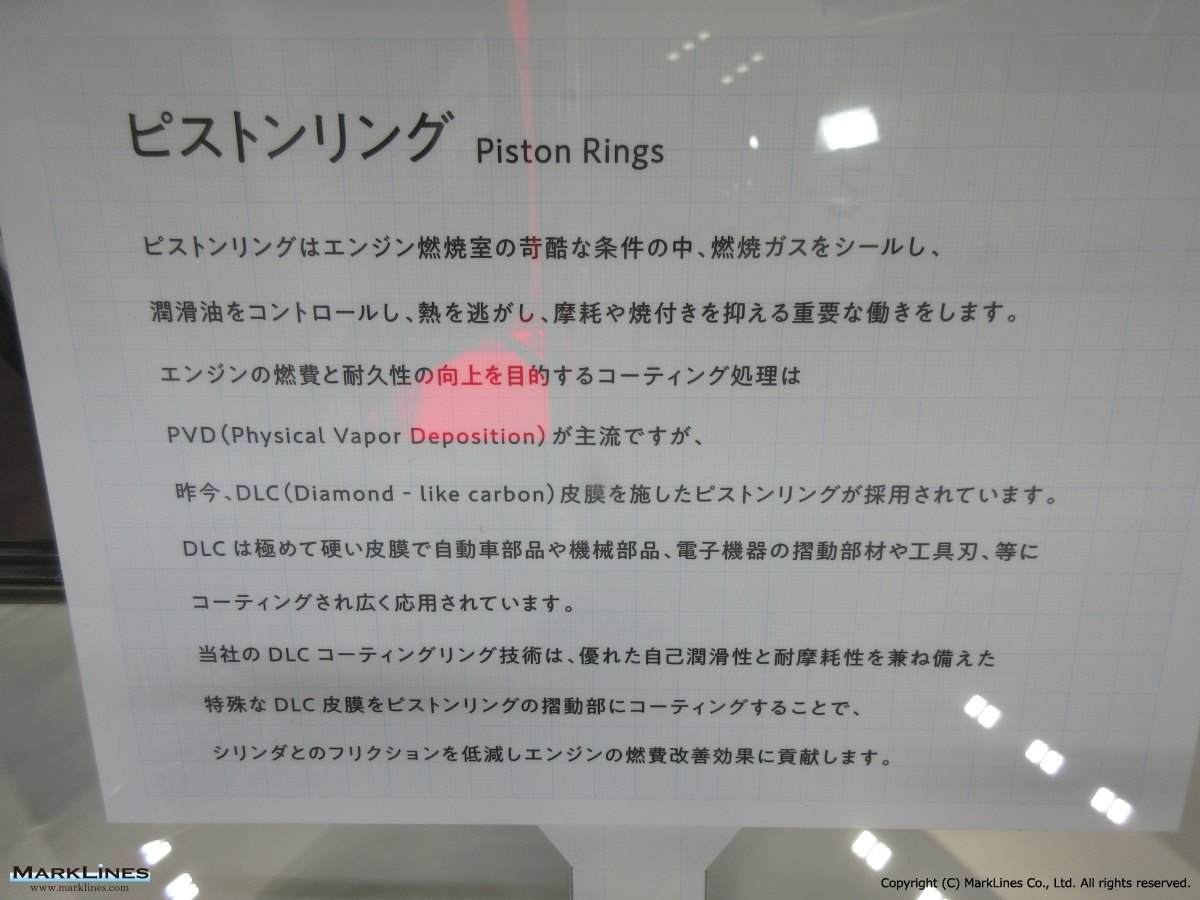 ピストンリング Piston Rings
ピストンリングはエンジン燃焼室の苛酷な条件の中、燃焼ガスをシールし、
潤滑油をコントロールし、熱を逃がし、摩耗や焼付きを抑える重要な働きをします。
エンジンの燃費と耐久性の向上を目的するコーティング処理は
PVD(Physical Vapor Deposition)が主流ですが、
昨今、DLC(Diamond - like carbon)皮膜を施したピストンリングが採用されています。
DLCは極めて硬い皮膜で自動車部品や機械部品、電子機器の摺動部材や工具刃、等に
コーティングされ広く応用されています。
当社のDLCコーティングリング技術は、優れた自己潤滑性と耐摩耗性を兼ね備えた
特殊なDLC皮膜をピストンリングの摺動部にコーティングすることで、
シリンダとのフリクションを低減しエンジンの燃費改善効果に貢献します。
MARKLINES
www.marklines.com
Copyright (C) MarkLines Co., Ltd. All rights reserved.